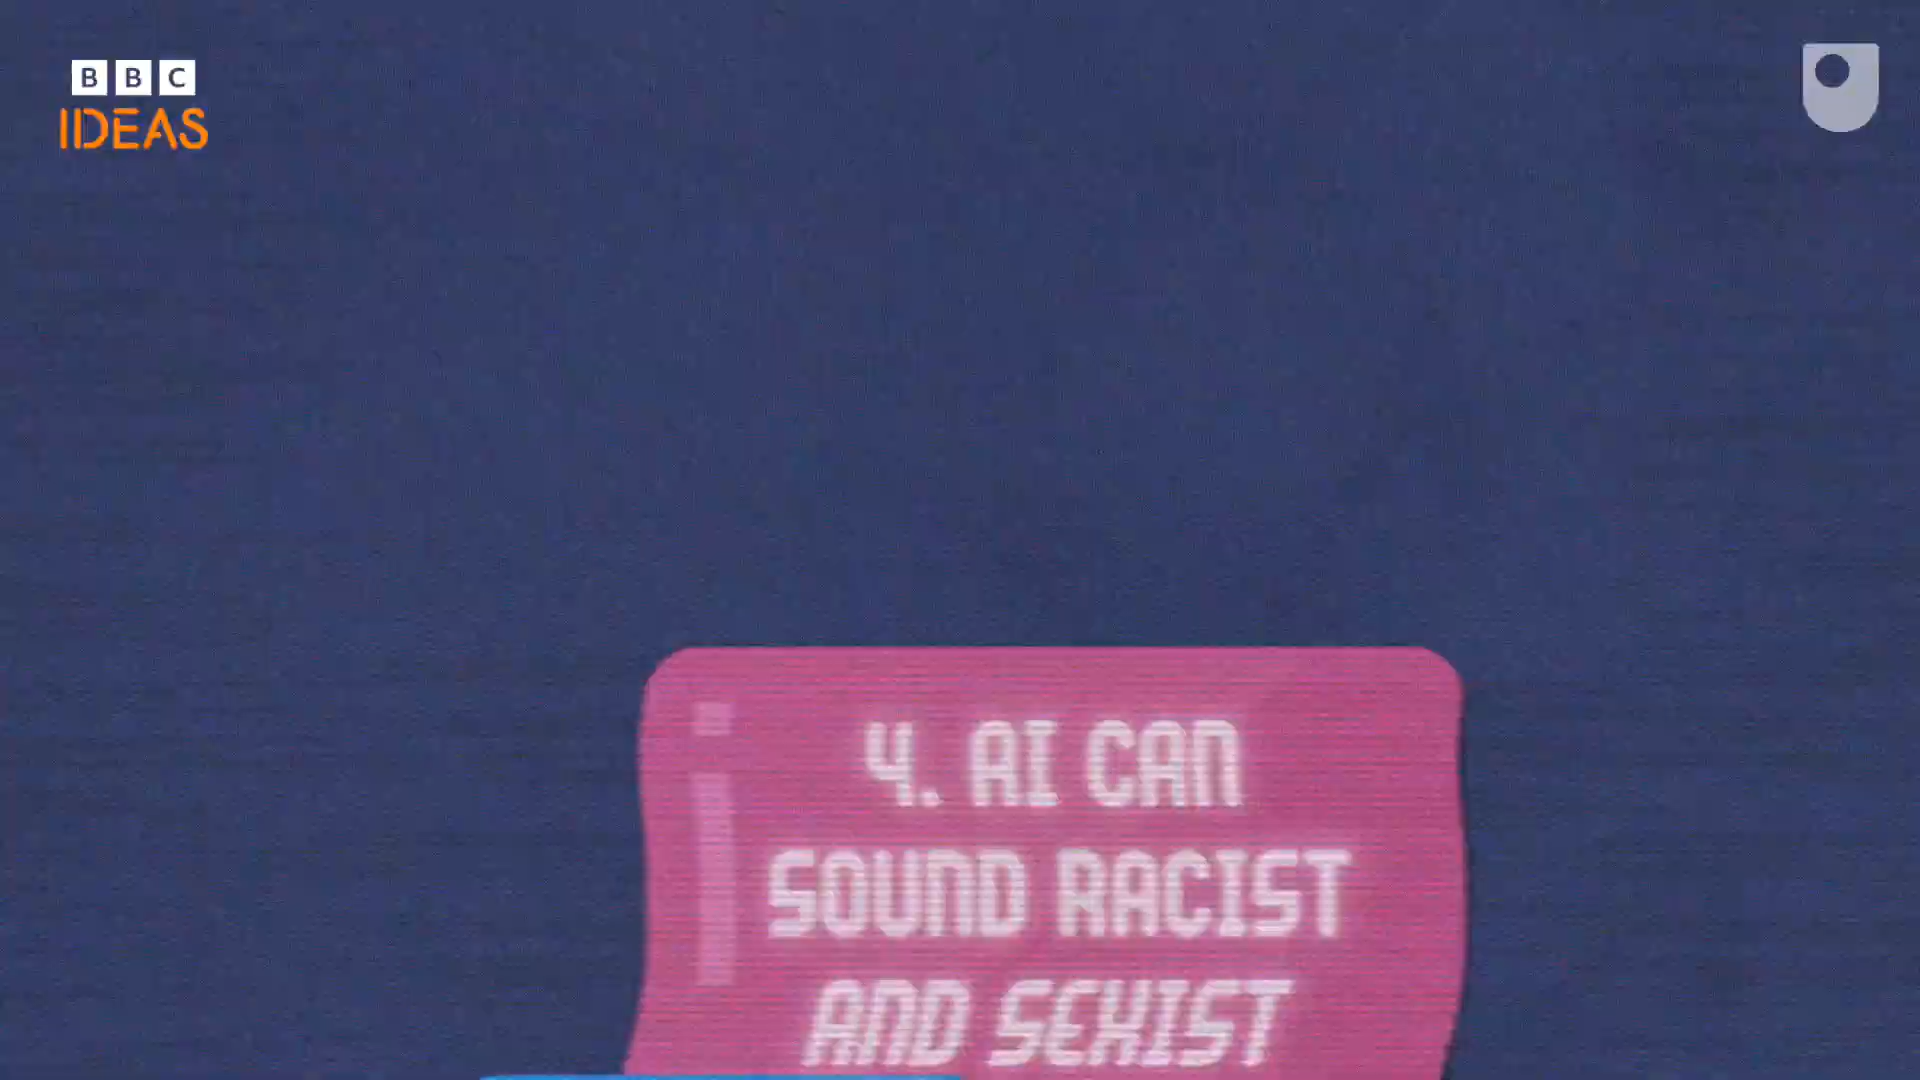 BBC
IDEAS
4. AI CAN
SOUND RACIST
AND SEXIST